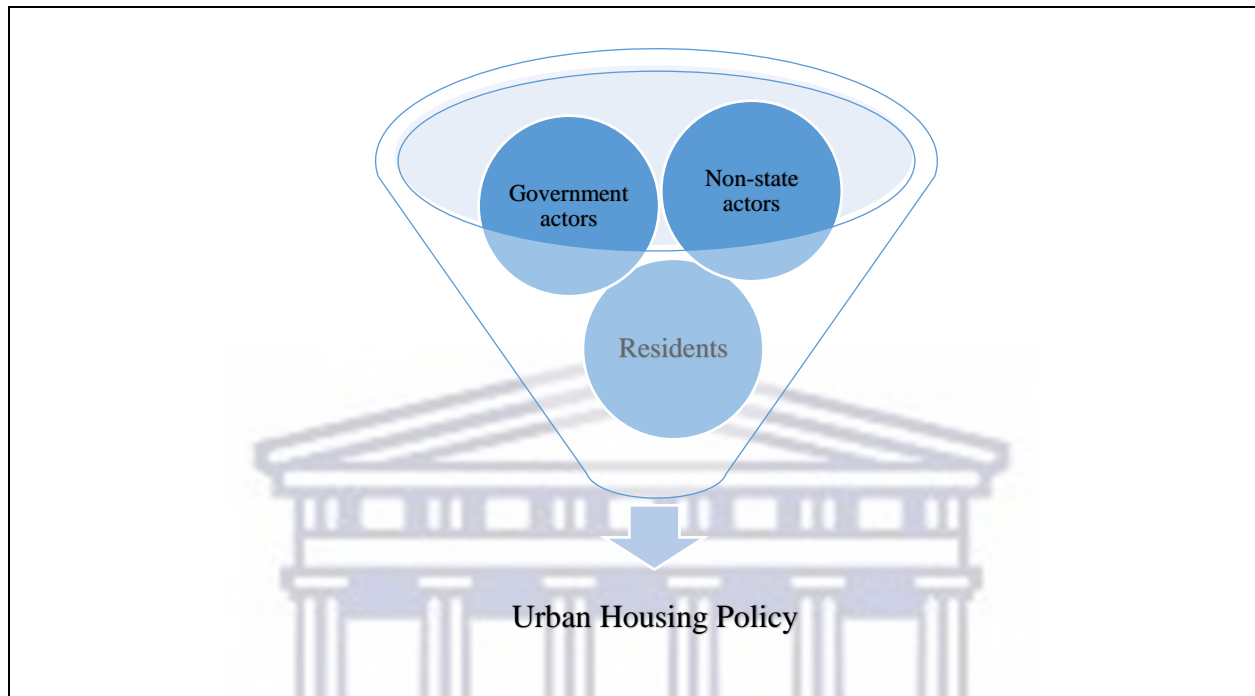 Government
actors
Non-state
actors
Residents
Urban Housing Policy